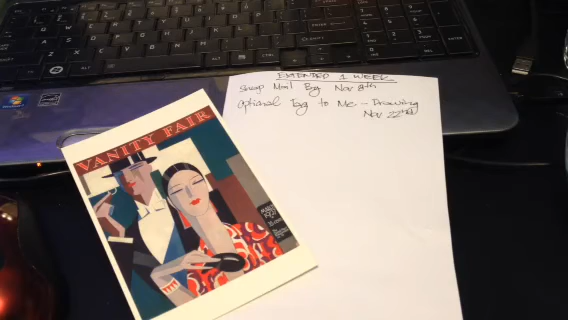 EXTENDED 1 WEEK
Swap Mail By Nov 8th
Optional Tag to Me -- Drawing
Nov 22nd
VANITY FAIR